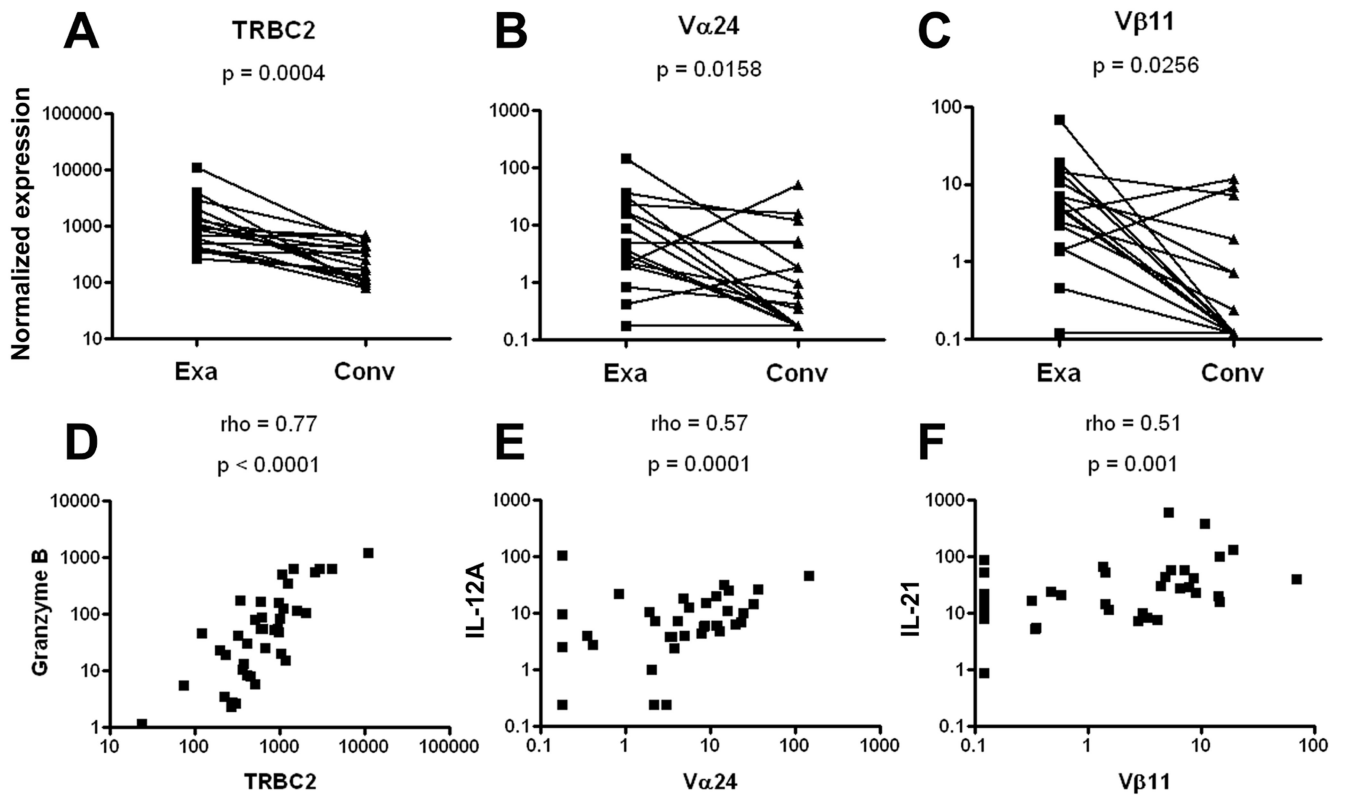 A
TRBC2
p = 0.0004
Normalized expression
100000
10000
1000
100
10
Exa
Conv
B
Vα24
p = 0.0158
1000
100
10
1
0.1
Exa
Conv
C
Vβ11
p = 0.0256
100
10
1
0.1
Exa
Conv
D
rho = 0.77
p < 0.0001
Granzyme B
10000
1000
100
10
1
10
100
1000
10000
100000
TRBC2
E
rho = 0.57
p = 0.0001
IL-12A
1000
100
10
1
0.1
0.1
1
10
100
1000
Vα24
F
rho = 0.51
p = 0.001
IL-21
1000
100
10
1
0.1
0.1
1
10
100
Vβ11